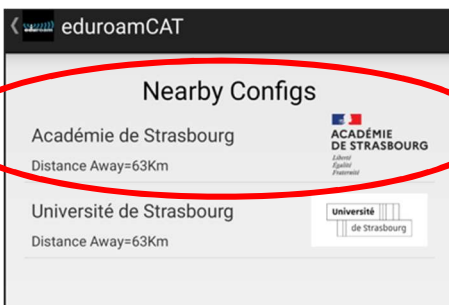 eduroamCAT
Nearby Configs
Académie de Strasbourg
Distance Away=63Km
ACADÉMIE
DE STRASBOURG
Liberté
Égalité
Fraternité
Université de Strasbourg
Distance Away=63Km
Université
de Strasbourg